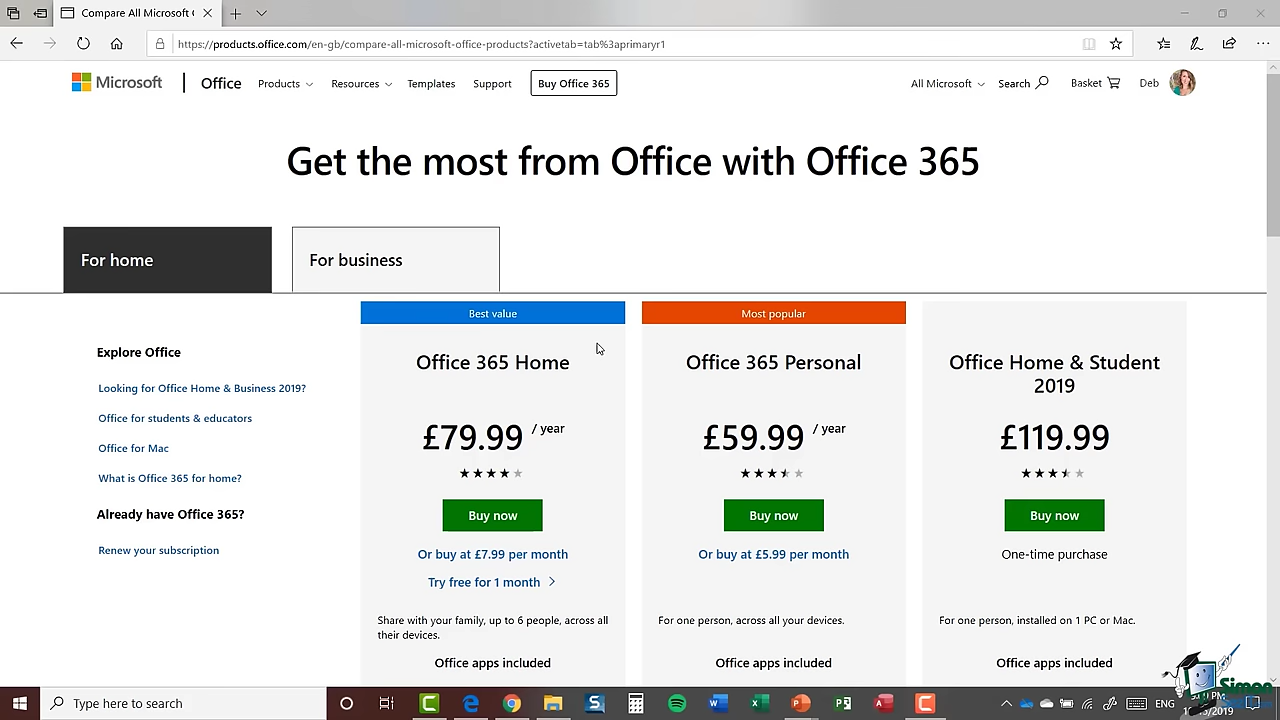 Compare All Microsoft
https://products.office.com/en-gb/compare-all-microsoft-office-products?activetab=tab%3aprimaryr1
Microsoft
Office
Products
Resources
Templates
Support
Buy Office 365
All Microsoft
Search
Basket
Deb
Get the most from Office with Office 365
For home
For business
Explore Office
Looking for Office Home & Business 2019?
Office for students & educators
Office for Mac
What is Office 365 for home?
Already have Office 365?
Renew your subscription
Best value
Office 365 Home
£79.99 / year
Buy now
Or buy at £7.99 per month
Try free for 1 month
Share with your family, up to 6 people, across all
their devices.
Office apps included
Most popular
Office 365 Personal
£59.99 / year
Buy now
Or buy at £5.99 per month
For one person, across all your devices.
Office apps included
Office Home & Student
2019
£119.99
Buy now
One-time purchase
For one person, installed on 1 PC or Mac.
Office apps included
Type here to search
ENG
Simon